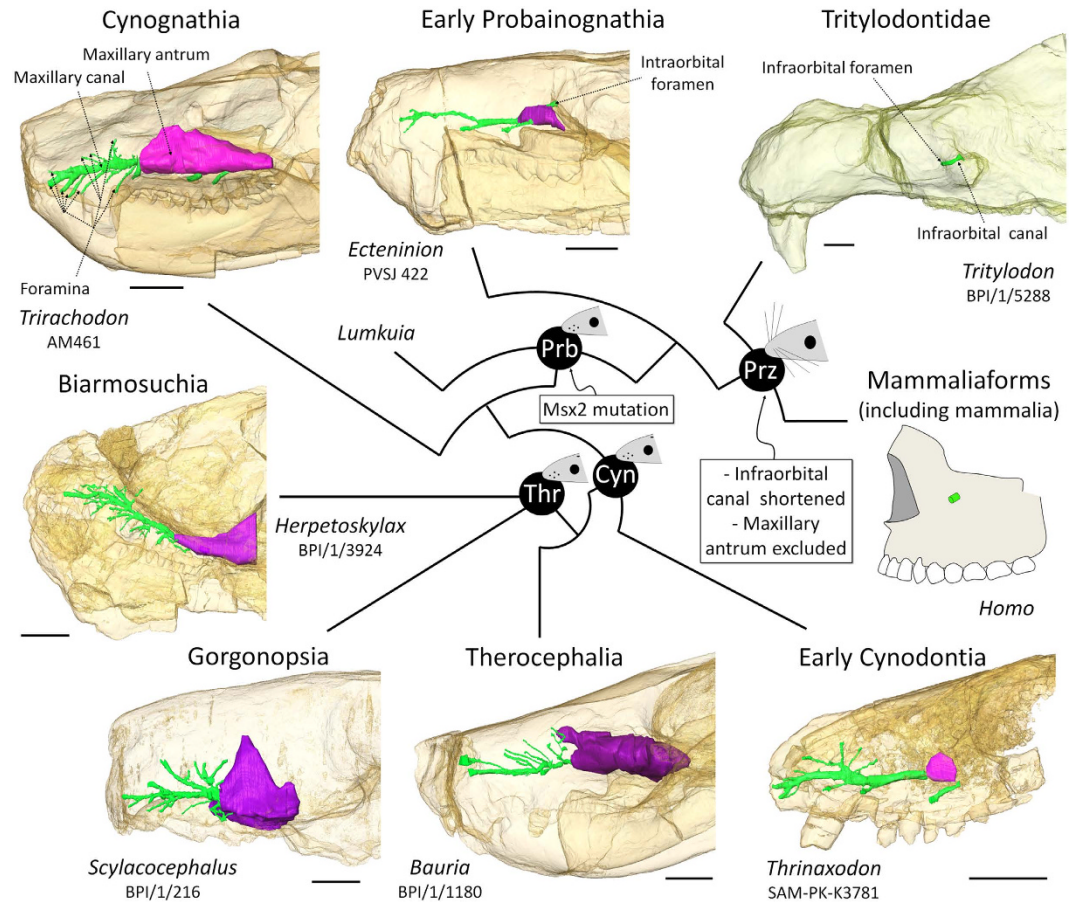 Cynognathia
Maxillary antrum
Maxillary canal
Foramina
Trirachodon
AM461
Early Probainognathia
Intraorbital
foramen
Ecteninion
PVSJ 422
Tritylodontidae
Infraorbital foramen
Infraorbital canal
Tritylodon
BPI/1/5288
Lumkuia
Prb
Msx2 mutation
Prz
- Infraorbital
canal shortened
- Maxillary
antrum excluded
Mammaliaforms
(including mammalia)
Homo
Biarmosuchia
Herpetoskylax
BPI/1/3924
Thr
Cyn
Gorgonopsia
Scylacocephalus
BPI/1/216
Therocephalia
Bauria
BPI/1/1180
Early Cynodontia
Thrinaxodon
SAM-PK-K3781